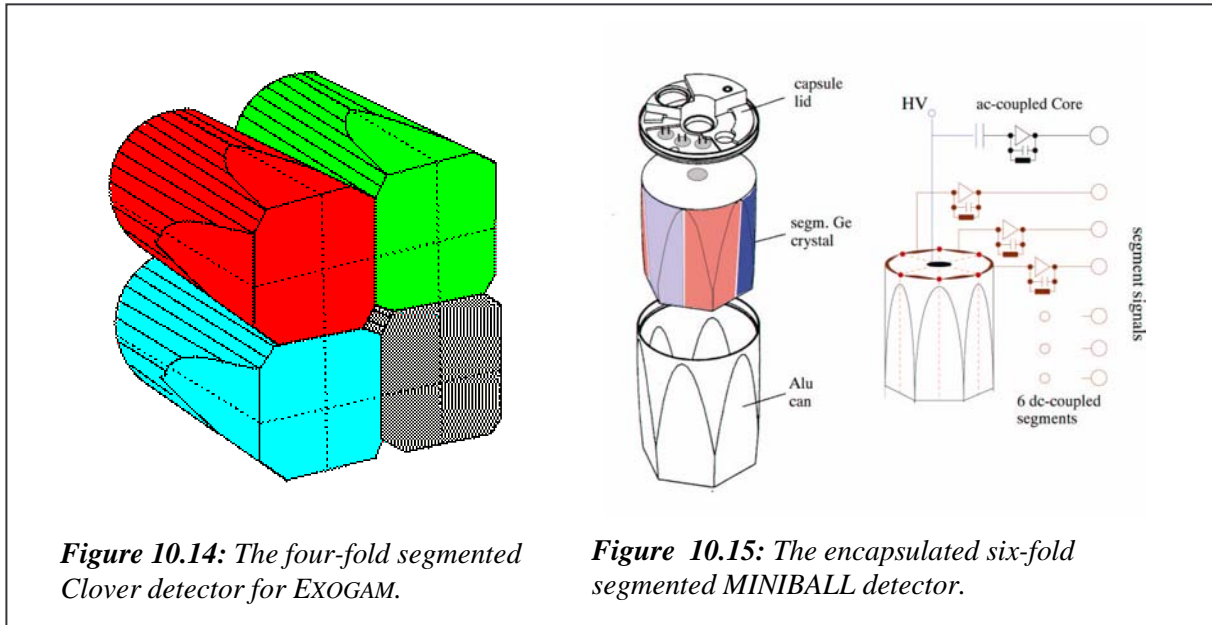 capsule
lid
segm. Ge
crystal
Alu
can
HV
ac-coupled Core
segment signals
6 dc-coupled
segments
Figure 10.14: The four-fold segmented
Clover detector for EXOGAM.
Figure 10.15: The encapsulated six-fold
segmented MINIBALL detector.